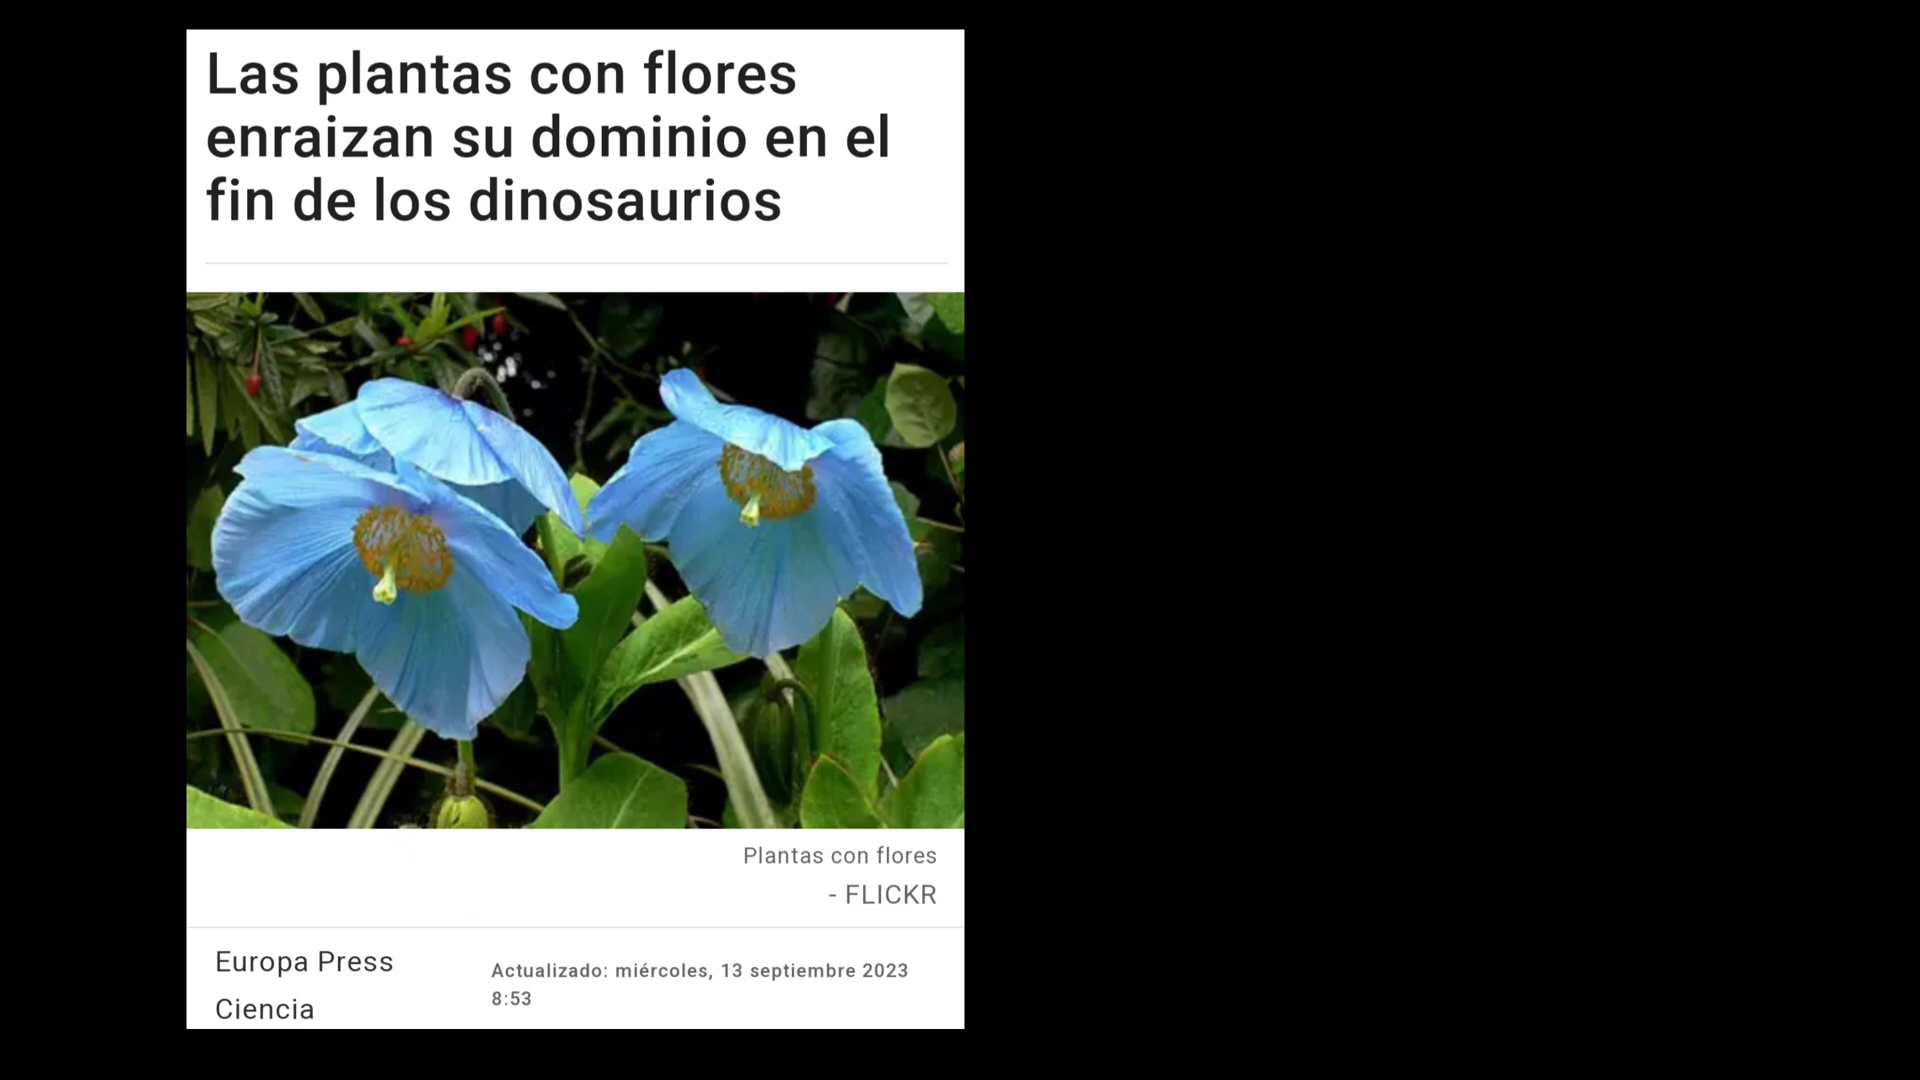 Las plantas con flores
enraizan su dominio en el
fin de los dinosaurios
Plantas con flores
- FLICKR
Europa Press
Ciencia
Actualizado: miércoles, 13 septiembre 2023
8:53